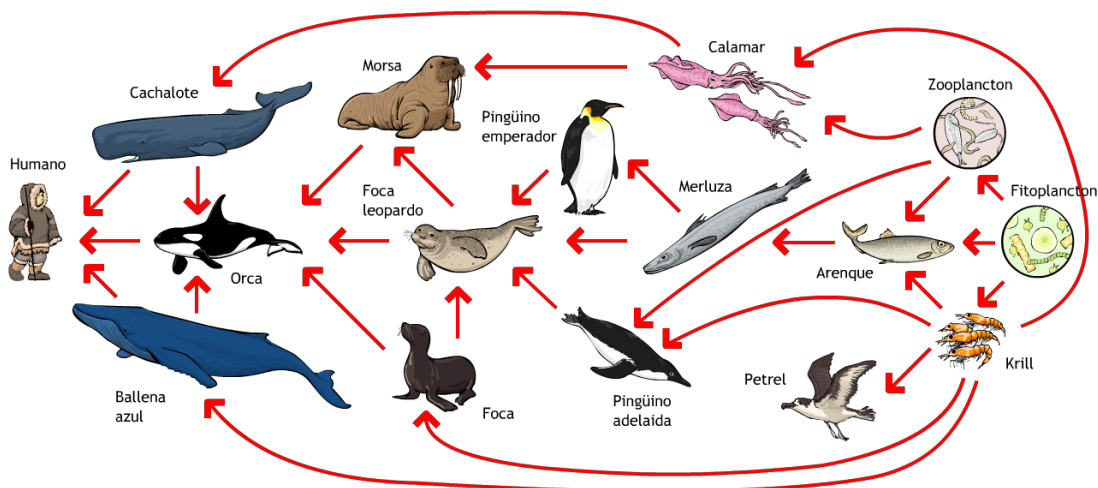 Calamar
Morsa
Zooplancton
Cachalote
Pingüino
emperador
Humano
Foca
leopardo
Merluza
Fitoplancton
Orca
Arenque
Krill
Petrel
Ballena
azul
Foca
Pingüino
adelaida